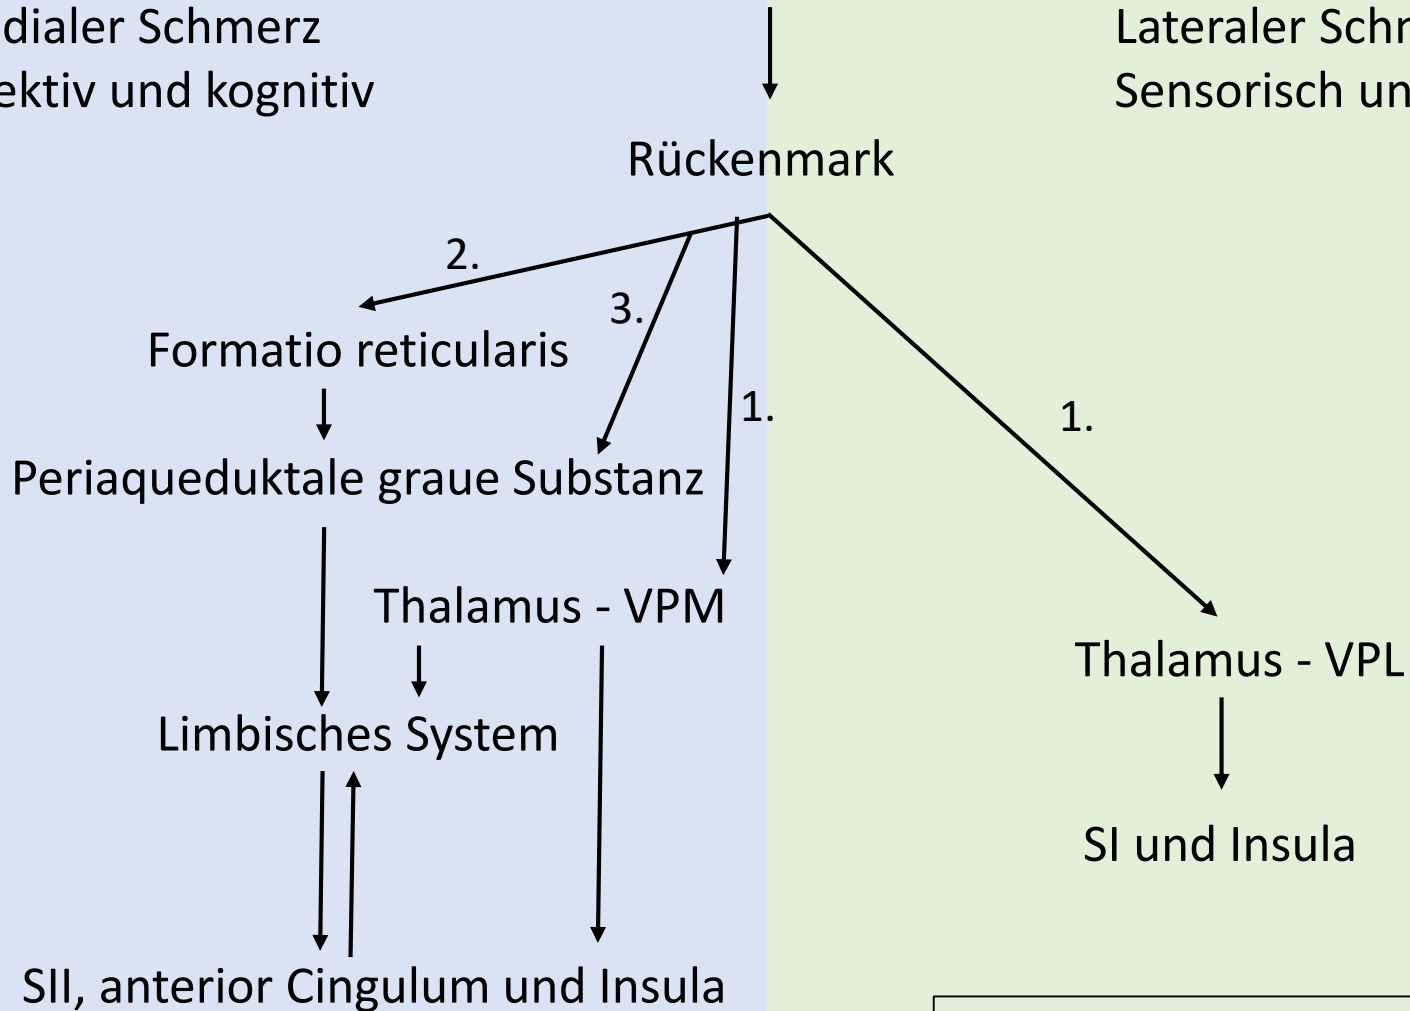 dialer Schmerz
ektiv und kognitiv
Lateraler Schm
Sensorisch un
Rückenmark
2.
3.
1.
1.
Formatio reticularis
Periaqueduktale graue Substanz
Thalamus - VPM
Thalamus - VPL
Limbisches System
SI und Insula
SII, anterior Cingulum und Insula